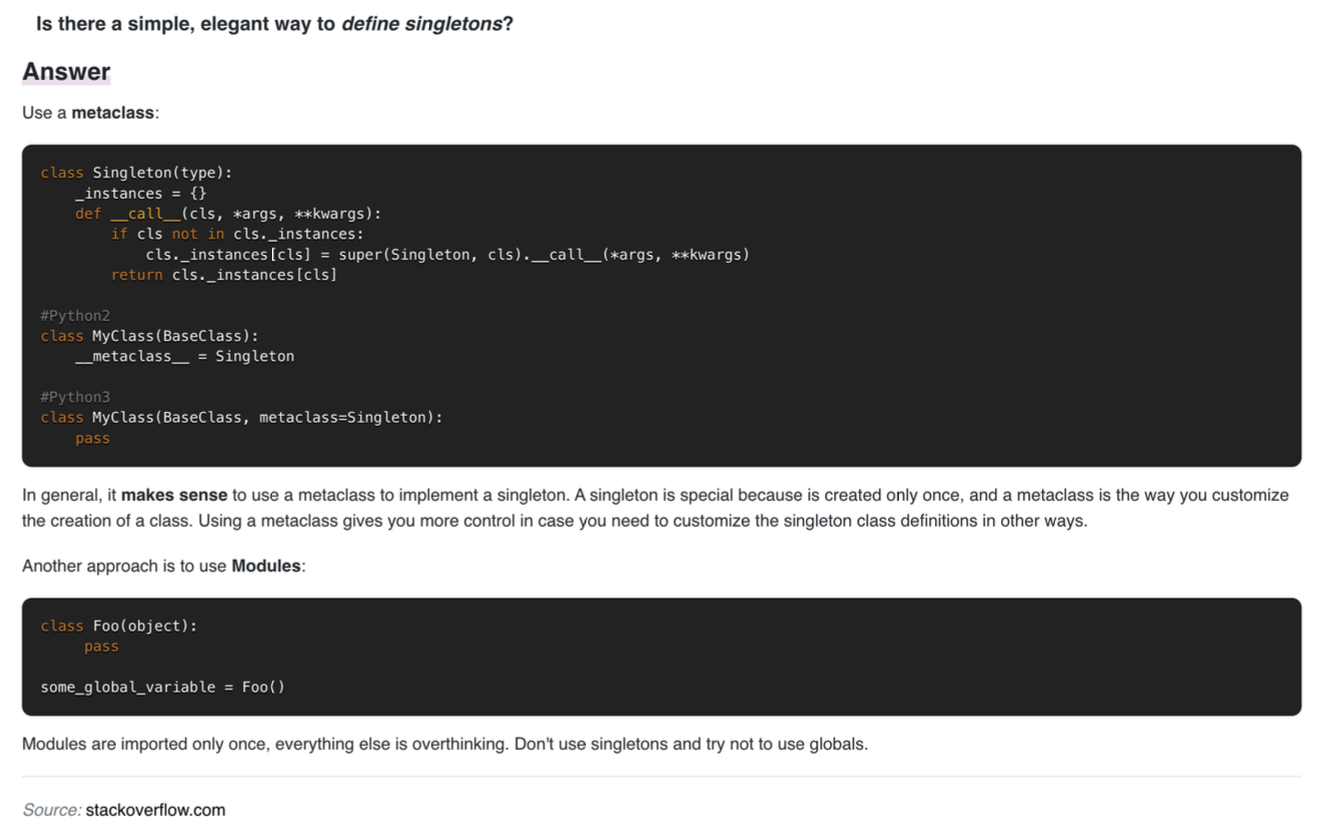 Is there a simple, elegant way to define singletons?
Answer
Use a metaclass:
class Singleton(type):
    _instances = {}
    def __call__(cls, *args, **kwargs):
        if cls not in cls._instances:
            cls._instances[cls] = super(Singleton, cls).__call__(*args, **kwargs)
        return cls._instances[cls]
#Python2
class MyClass(BaseClass):
    __metaclass__ = Singleton
#Python3
class MyClass(BaseClass, metaclass=Singleton):
    pass
In general, it makes sense to use a metaclass to implement a singleton. A singleton is special because is created only once, and a metaclass is the way you customize
the creation of a class. Using a metaclass gives you more control in case you need to customize the singleton class definitions in other ways.
Another approach is to use Modules:
class Foo(object):
     pass
some_global_variable = Foo()
Modules are imported only once, everything else is overthinking. Don't use singletons and try not to use globals.
Source: stackoverflow.com